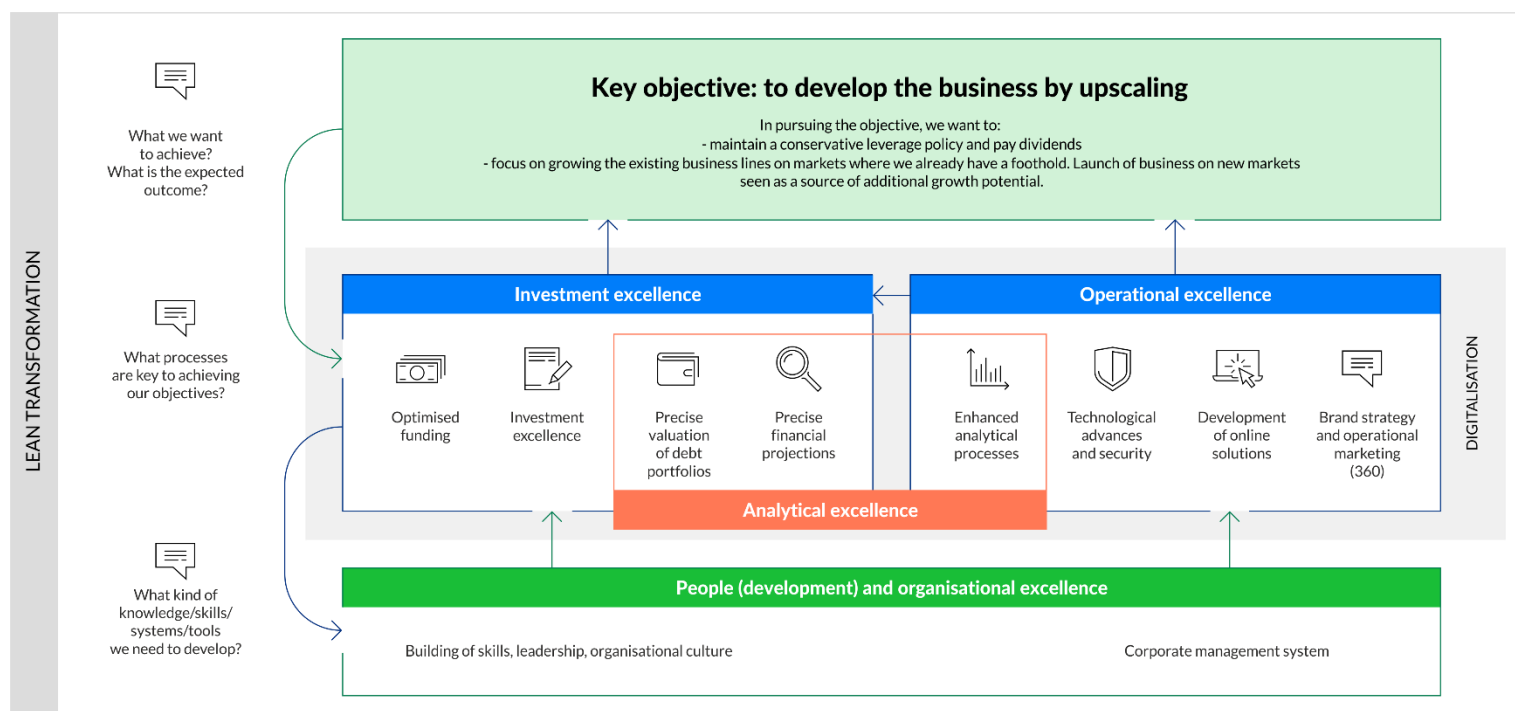 LEAN TRANSFORMATION
What we want
to achieve?
What is the expected
outcome?
Key objective: to develop the business by upscaling
In pursuing the objective, we want to:
- maintain a conservative leverage policy and pay dividends
- focus on growing the existing business lines on markets where we already have a foothold. Launch of business on new markets
seen as a source of additional growth potential.
What processes
are key to achieving
our objectives?
Investment excellence
Optimised
funding
Investment
excellence
Precise
valuation
of debt
portfolios
Precise
financial
projections
Operational excellence
Enhanced
analytical
processes
Technological
advances
and security
Development
of online
solutions
Brand strategy
and operational
marketing
(360)
Analytical excellence
DIGITALISATION
What kind of
knowledge/skills/
systems/tools
we need to develop?
People (development) and organisational excellence
Building of skills, leadership, organisational culture
Corporate management system